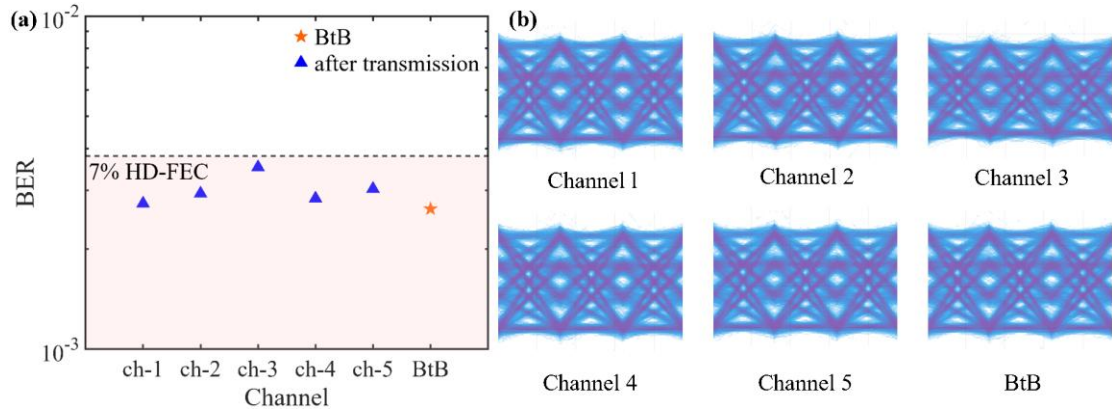 (a)
10⁻²
BtB
after transmission
7% HD-FEC
BER
10⁻³
ch-1 ch-2 ch-3 ch-4 ch-5 BtB
Channel
(b)
Channel 1 Channel 2 Channel 3
Channel 4 Channel 5 BtB